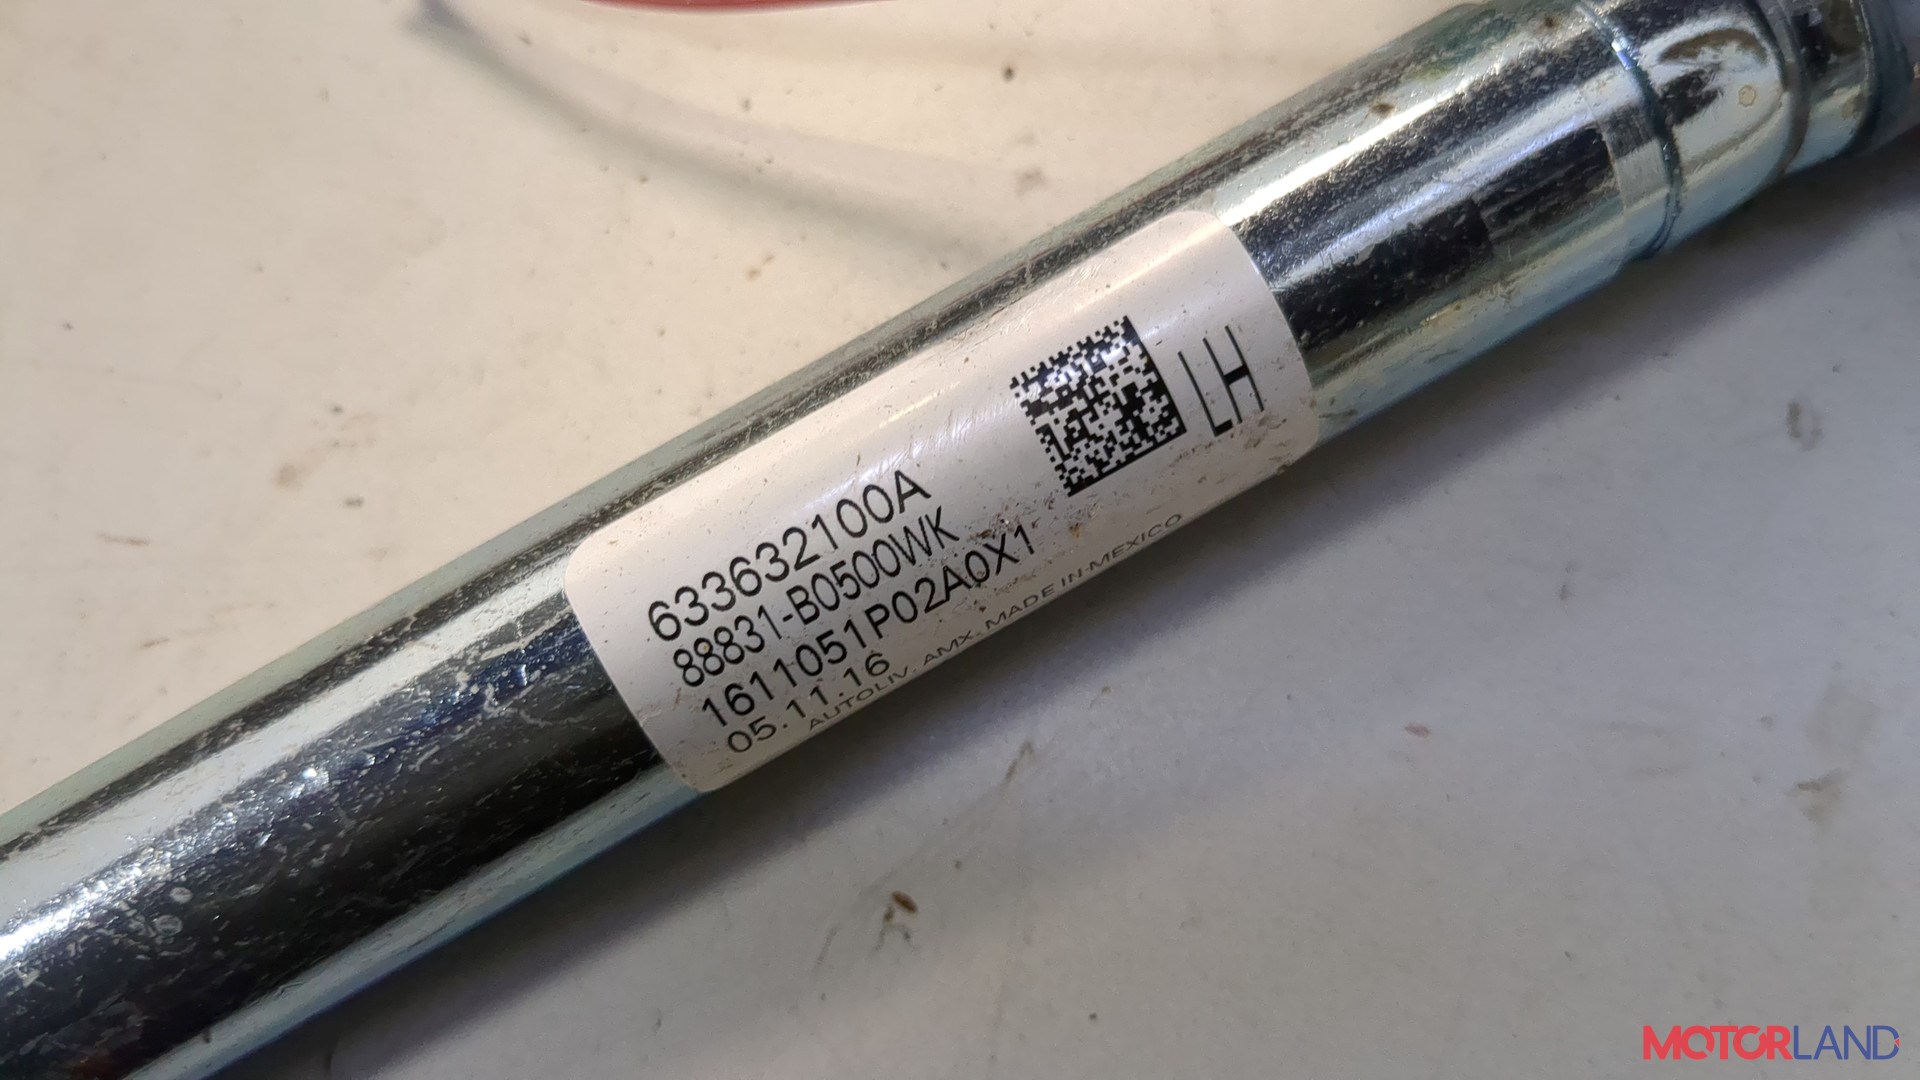 LH
633632100A
88831-B0500WK
1611051P02A0X1
05.11.16
AUTOLIV. AMX. MADE IN MEXICO
MOTORLAND